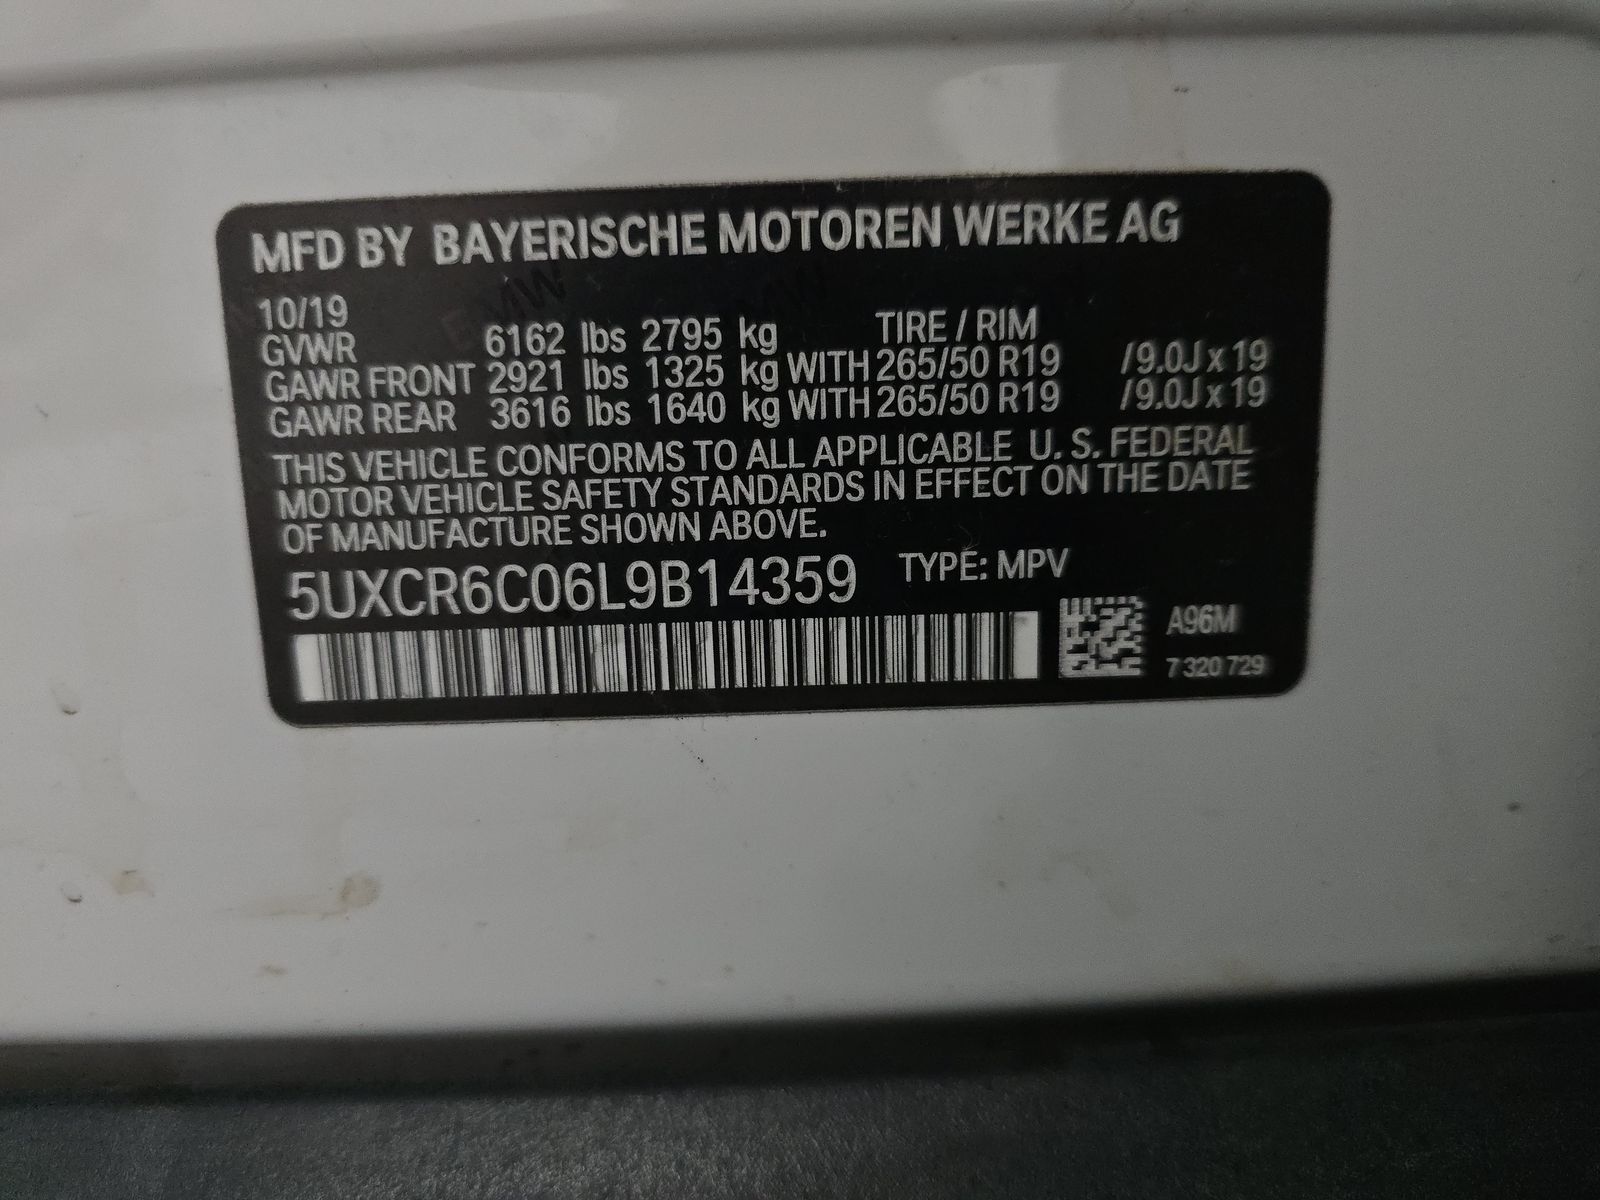 MFD BY BAYERISCHE MOTOREN WERKE AG
10/19
GVWR 6162 lbs 2795 kg TIRE / RIM
GAWR FRONT 2921 lbs 1325 kg WITH 265/50 R19 /9.0J x 19
GAWR REAR 3616 lbs 1640 kg WITH 265/50 R19 /9.0J x 19
THIS VEHICLE CONFORMS TO ALL APPLICABLE U. S. FEDERAL
MOTOR VEHICLE SAFETY STANDARDS IN EFFECT ON THE DATE
OF MANUFACTURE SHOWN ABOVE.
5UXCR6C06L9B14359 TYPE: MPV
A96M
7 320 729